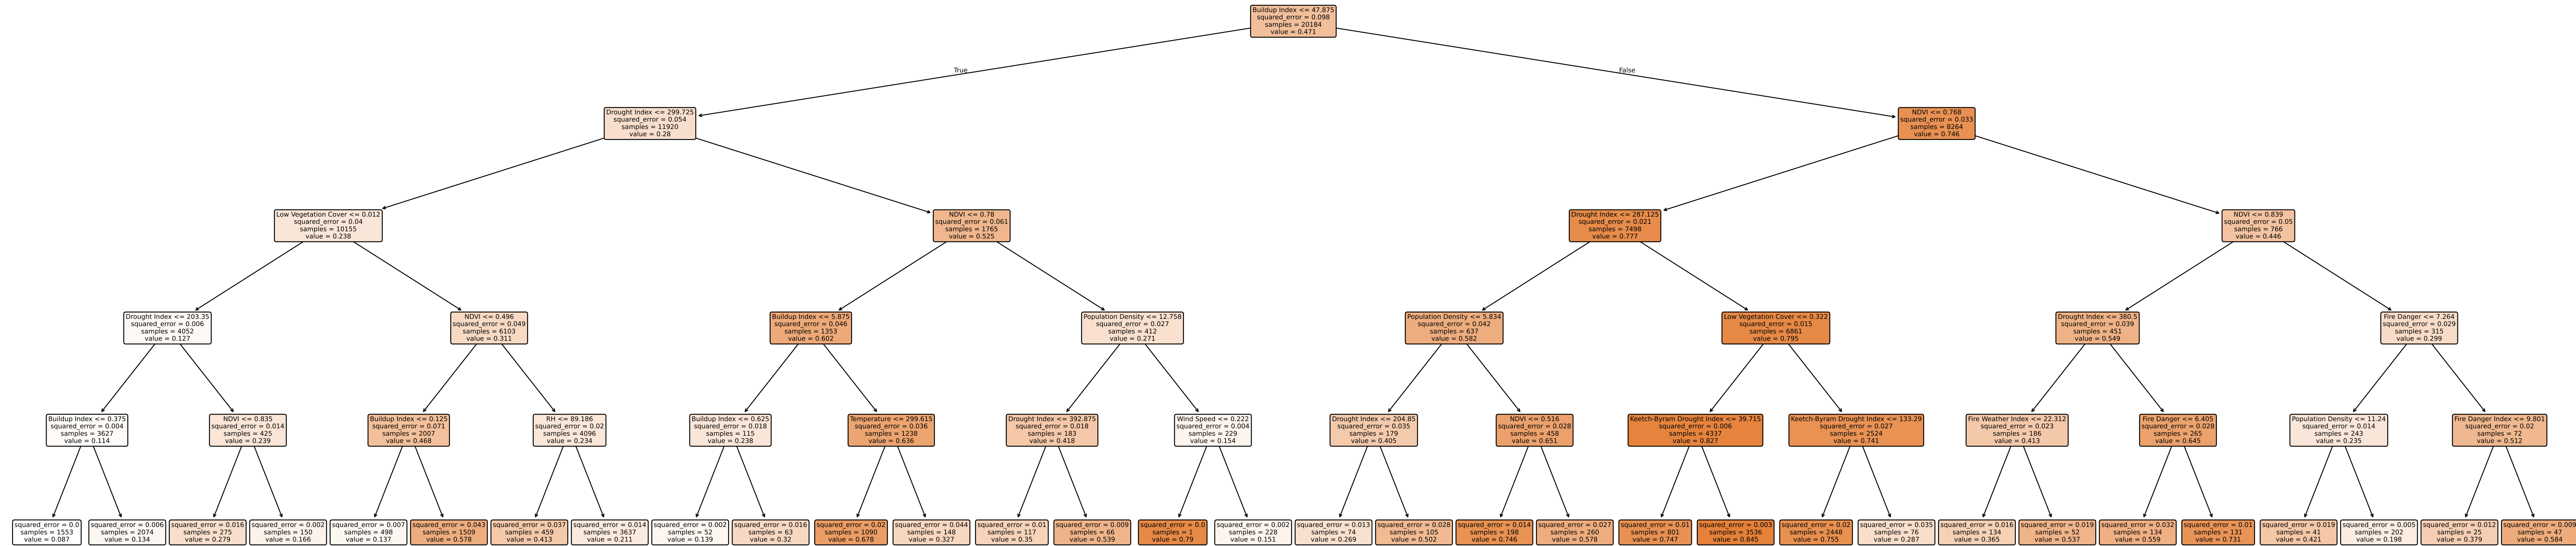 Buildup Index <= 47.875
squared_error = 0.098
samples = 20184
value = 0.471
True
False
Drought Index <= 299.725
squared_error = 0.054
samples = 11920
value = 0.28
NDVI <= 0.768
squared_error = 0.033
samples = 8264
value = 0.746
Low Vegetation Cover <= 0.012
squared_error = 0.04
samples = 10155
value = 0.238
NDVI <= 0.78
squared_error = 0.061
samples = 1765
value = 0.525
Drought Index <= 287.125
squared_error = 0.021
samples = 7498
value = 0.777
NDVI <= 0.839
squared_error = 0.05
samples = 766
value = 0.446
Drought Index <= 203.35
squared_error = 0.006
samples = 4052
value = 0.127
NDVI <= 0.496
squared_error = 0.049
samples = 6103
value = 0.311
Buildup Index <= 5.875
squared_error = 0.046
samples = 1353
value = 0.602
Population Density <= 12.758
squared_error = 0.027
samples = 412
value = 0.271
Population Density <= 5.834
squared_error = 0.042
samples = 637
value = 0.582
Low Vegetation Cover <= 0.322
squared_error = 0.015
samples = 6861
value = 0.795
Drought Index <= 380.5
squared_error = 0.039
samples = 451
value = 0.549
Fire Danger <= 7.264
squared_error = 0.029
samples = 315
value = 0.299
Buildup Index <= 0.375
squared_error = 0.004
samples = 3627
value = 0.114
NDVI <= 0.835
squared_error = 0.014
samples = 425
value = 0.239
Buildup Index <= 0.125
squared_error = 0.071
samples = 2007
value = 0.468
RH <= 89.186
squared_error = 0.02
samples = 4096
value = 0.234
Buildup Index <= 0.625
squared_error = 0.018
samples = 115
value = 0.238
Temperature <= 299.615
squared_error = 0.036
samples = 1238
value = 0.636
Drought Index <= 392.875
squared_error = 0.018
samples = 183
value = 0.418
Wind Speed <= 0.222
squared_error = 0.004
samples = 229
value = 0.154
Drought Index <= 204.85
squared_error = 0.035
samples = 179
value = 0.405
NDVI <= 0.516
squared_error = 0.028
samples = 458
value = 0.651
Keetch-Byram Drought Index <= 39.715
squared_error = 0.006
samples = 4337
value = 0.827
Keetch-Byram Drought Index <= 133.29
squared_error = 0.027
samples = 2524
value = 0.741
Fire Weather Index <= 22.312
squared_error = 0.023
samples = 186
value = 0.413
Fire Danger <= 6.405
squared_error = 0.028
samples = 265
value = 0.645
Population Density <= 11.24
squared_error = 0.014
samples = 243
value = 0.235
Fire Danger Index <= 9.801
squared_error = 0.02
samples = 72
value = 0.512
squared_error = 0.0
samples = 1553
value = 0.087
squared_error = 0.006
samples = 2074
value = 0.134
squared_error = 0.016
samples = 275
value = 0.279
squared_error = 0.002
samples = 150
value = 0.166
squared_error = 0.007
samples = 498
value = 0.137
squared_error = 0.043
samples = 1509
value = 0.578
squared_error = 0.037
samples = 459
value = 0.413
squared_error = 0.014
samples = 3637
value = 0.211
squared_error = 0.002
samples = 52
value = 0.139
squared_error = 0.016
samples = 63
value = 0.32
squared_error = 0.02
samples = 1090
value = 0.678
squared_error = 0.044
samples = 148
value = 0.327
squared_error = 0.01
samples = 117
value = 0.35
squared_error = 0.009
samples = 66
value = 0.539
squared_error = 0.0
samples = 1
value = 0.79
squared_error = 0.002
samples = 228
value = 0.151
squared_error = 0.013
samples = 74
value = 0.269
squared_error = 0.028
samples = 105
value = 0.502
squared_error = 0.014
samples = 198
value = 0.746
squared_error = 0.027
samples = 260
value = 0.578
squared_error = 0.01
samples = 801
value = 0.747
squared_error = 0.003
samples = 3536
value = 0.845
squared_error = 0.02
samples = 2448
value = 0.755
squared_error = 0.035
samples = 76
value = 0.287
squared_error = 0.016
samples = 134
value = 0.365
squared_error = 0.019
samples = 52
value = 0.537
squared_error = 0.032
samples = 134
value = 0.559
squared_error = 0.01
samples = 131
value = 0.731
squared_error = 0.019
samples = 41
value = 0.421
squared_error = 0.005
samples = 202
value = 0.198
squared_error = 0.012
samples = 25
value = 0.379
squared_error = 0.009
samples = 47
value = 0.584